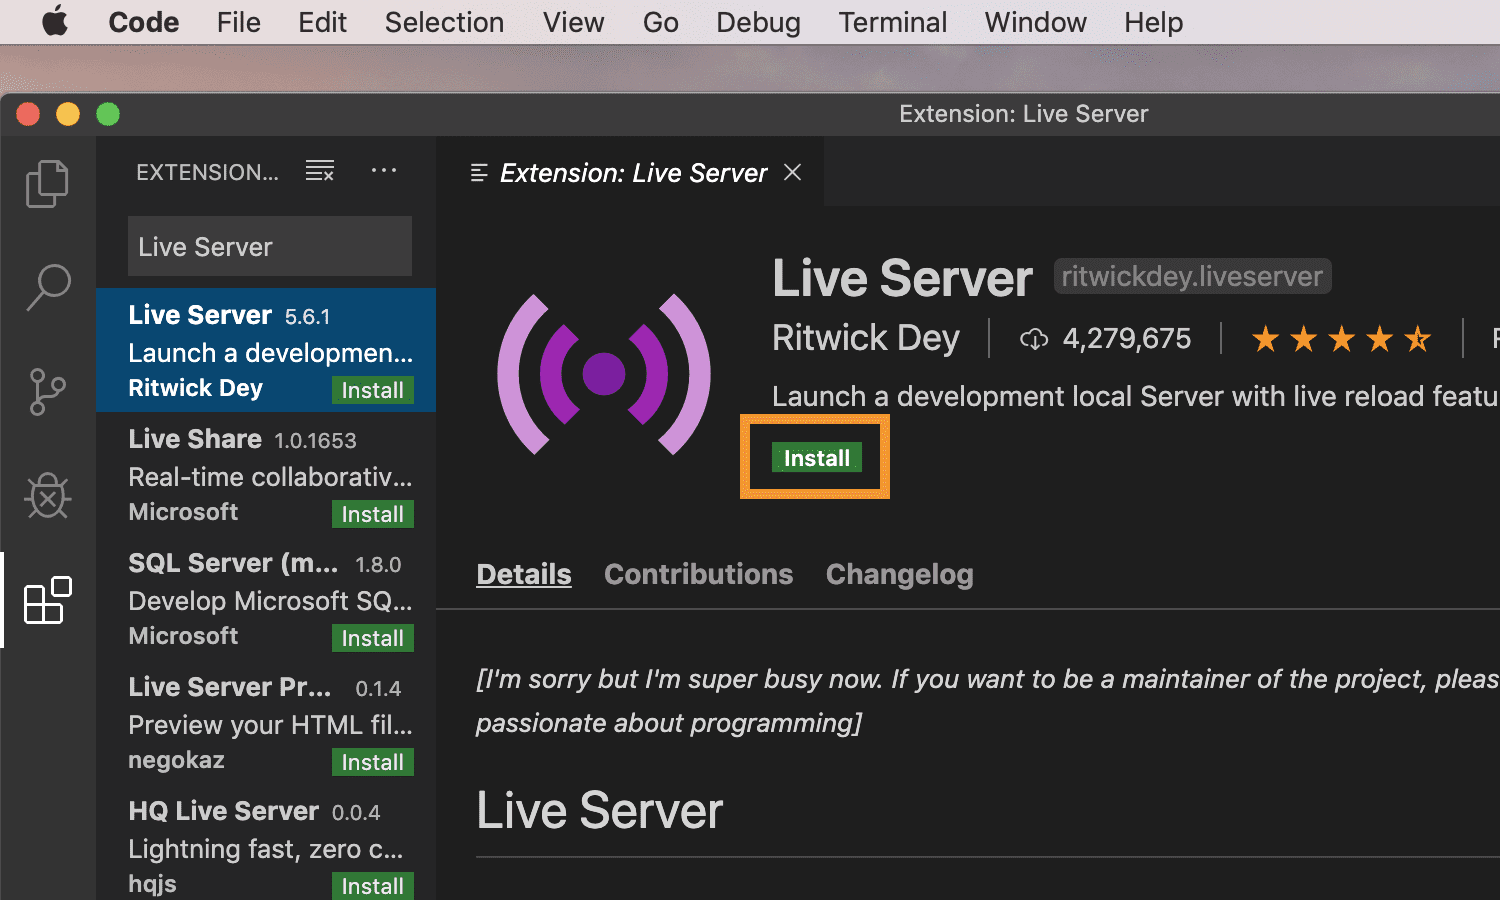 Code File Edit Selection View Go Debug Terminal Window Help
Extension: Live Server
EXTENSION...
Live Server
Live Server 5.6.1
Launch a developmen...
Ritwick Dey Install
Live Share 1.0.1653
Real-time collaborativ...
Microsoft Install
SQL Server (m... 1.8.0
Develop Microsoft SQ...
Microsoft Install
Live Server Pr... 0.1.4
Preview your HTML fil...
negokaz Install
HQ Live Server 0.0.4
Lightning fast, zero c...
hqjs Install
Extension: Live Server
Live Server ritwickdey.liveserver
Ritwick Dey 4,279,675
Launch a development local Server with live reload featu
Install
Details Contributions Changelog
[I'm sorry but I'm super busy now. If you want to be a maintainer of the project, pleas
passionate about programming]
Live Server